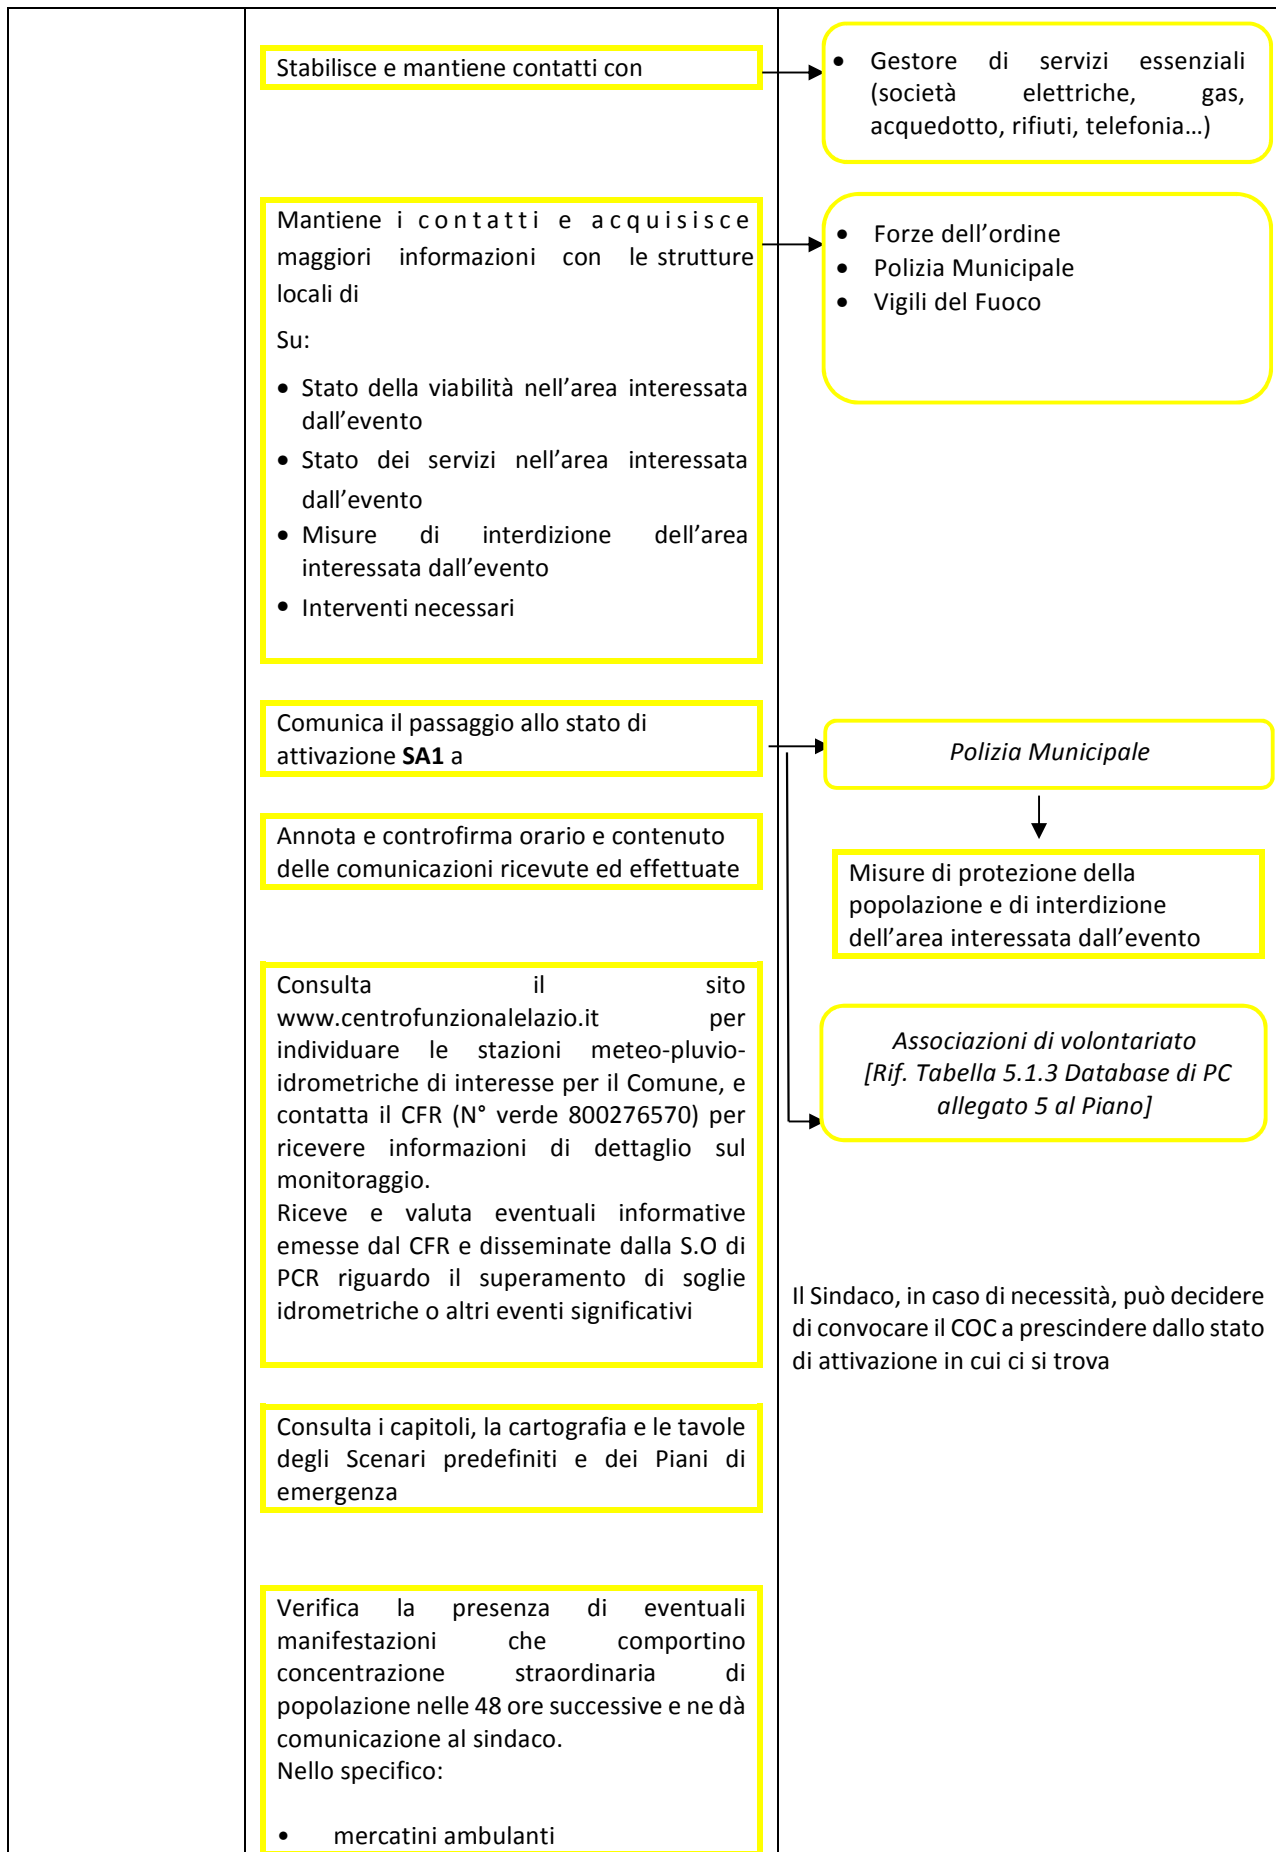 Stabilisce e mantiene contatti con
• Gestore di servizi essenziali
(società elettriche, gas,
acquedotto, rifiuti, telefonia…)
Mantiene i contatti e acquisisce
maggiori informazioni con le strutture
locali di
Su:
• Stato della viabilità nell’area interessata
dall’evento
• Stato dei servizi nell’area interessata
dall’evento
• Misure di interdizione dell’area
interessata dall’evento
• Interventi necessari
• Forze dell’ordine
• Polizia Municipale
• Vigili del Fuoco
Comunica il passaggio allo stato di
attivazione SA1 a
Polizia Municipale
Misure di protezione della
popolazione e di interdizione
dell’area interessata dall’evento
Associazioni di volontariato
[Rif. Tabella 5.1.3 Database di PC
allegato 5 al Piano]
Annota e controfirma orario e contenuto
delle comunicazioni ricevute ed effettuate
Consulta il sito
www.centrofunzionalelazio.it per
individuare le stazioni meteo-pluvio-
idrometriche di interesse per il Comune, e
contatta il CFR (N° verde 800276570) per
ricevere informazioni di dettaglio sul
monitoraggio.
Riceve e valuta eventuali informative
emesse dal CFR e disseminate dalla S.O di
PCR riguardo il superamento di soglie
idrometriche o altri eventi significativi
Il Sindaco, in caso di necessità, può decidere
di convocare il COC a prescindere dallo stato
di attivazione in cui ci si trova
Consulta i capitoli, la cartografia e le tavole
degli Scenari predefiniti e dei Piani di
emergenza
Verifica la presenza di eventuali
manifestazioni che comportino
concentrazione straordinaria di
popolazione nelle 48 ore successive e ne dà
comunicazione al sindaco.
Nello specifico:
• mercatini ambulanti